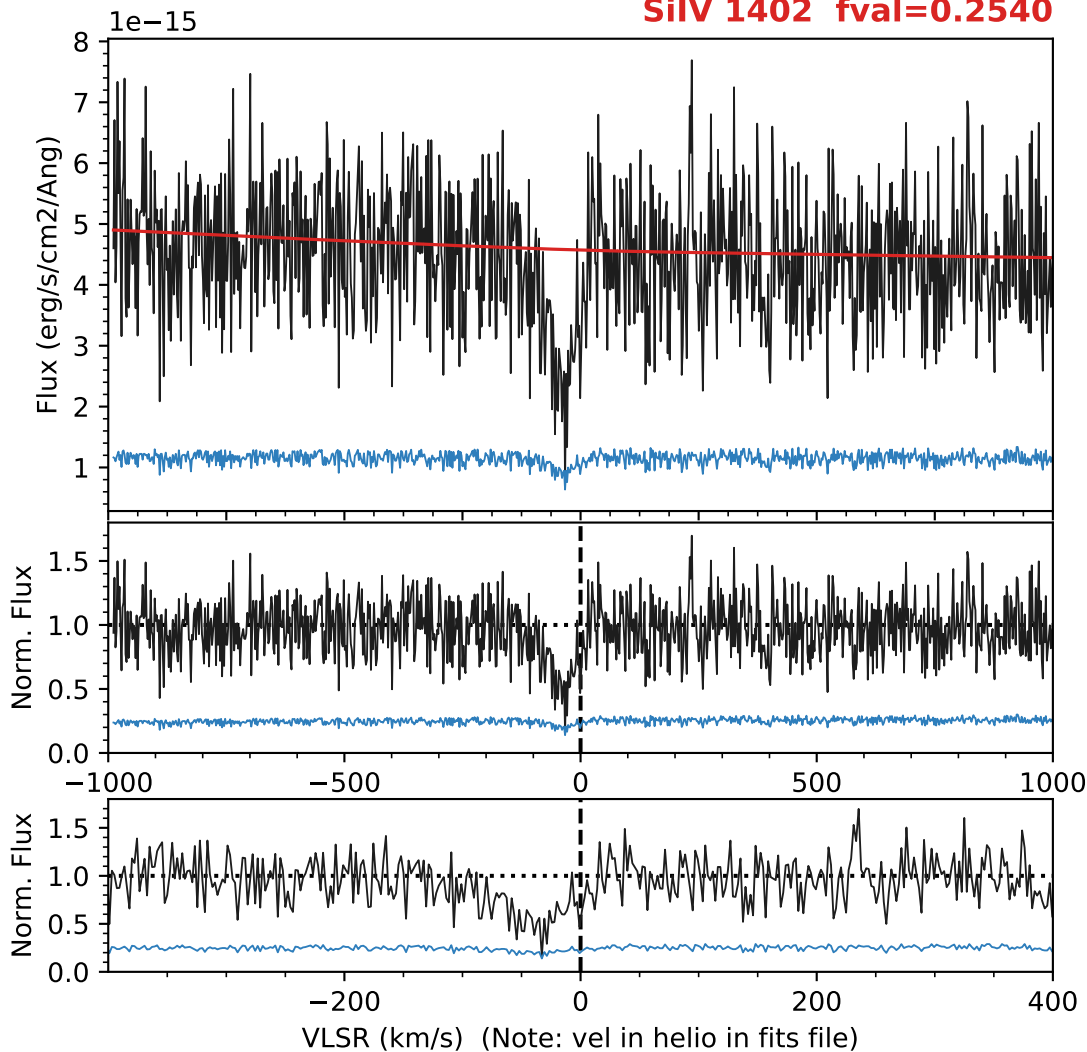 1e−15
SiIV 1402 fval=0.2540
8
7
6
5
4
3
2
1
Flux (erg/s/cm2/Ang)
1.5
1.0
0.5
0.0
Norm. Flux
−1000 −500 0 500 1000
1.5
1.0
0.5
0.0
Norm. Flux
−200 0 200 400
VLSR (km/s) (Note: vel in helio in fits file)